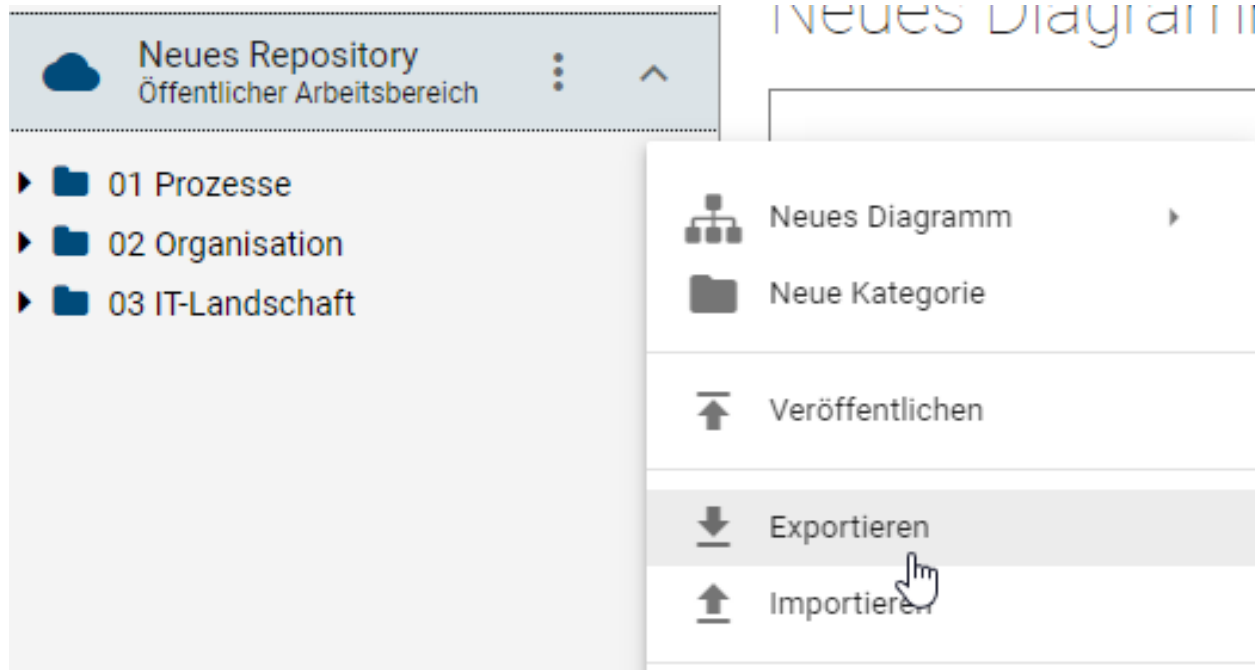 Neues Repository
Öffentlicher Arbeitsbereich
01 Prozesse
02 Organisation
03 IT-Landschaft
Neues Diagramm
Neues Diagramm
Neue Kategorie
Veröffentlichen
Exportieren
Importieren